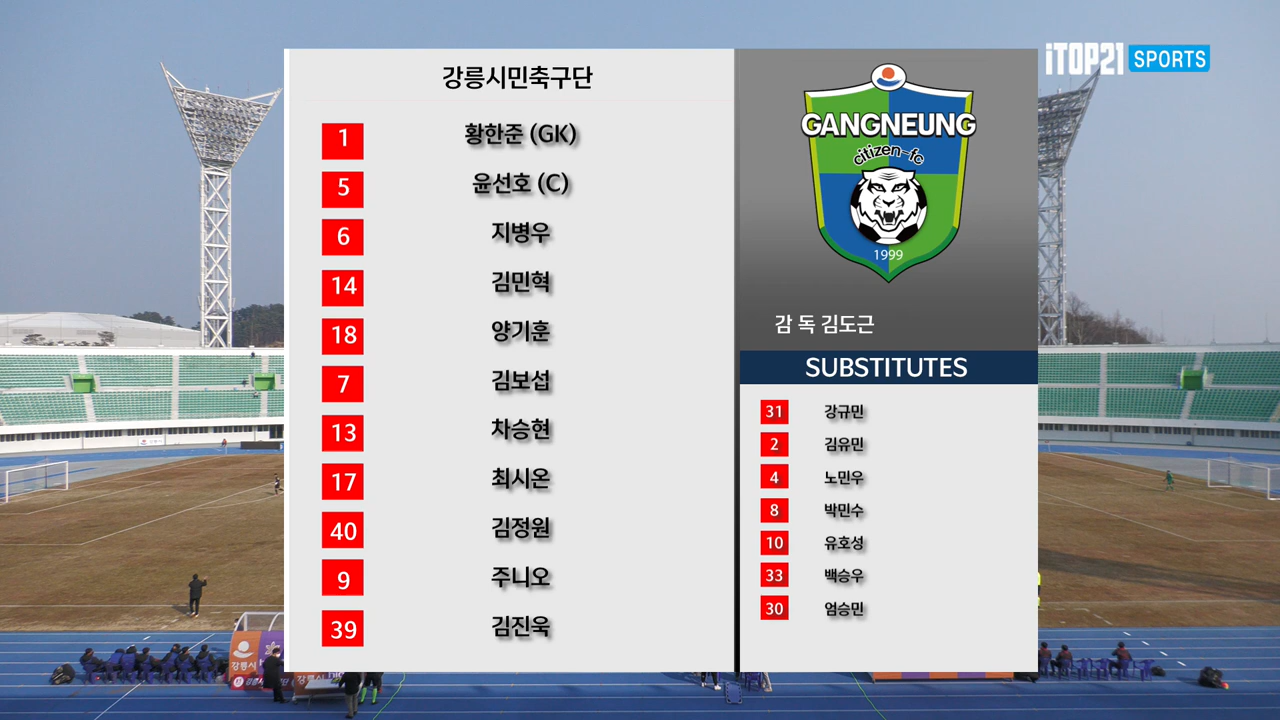 iTOP21 SPORTS
강릉시민축구단
1 황한준 (GK)
5 윤선호 (C)
6 지병우
14 김민혁
18 양기훈
7 김보섭
13 차승현
17 최시온
40 김정원
9 주니오
39 김진욱
GANGNEUNG
citizen-fc
1999
감 독 김도근
SUBSTITUTES
31 강규민
2 김유민
4 노민우
8 박민수
10 유호성
33 백승우
30 엄승민
강릉시